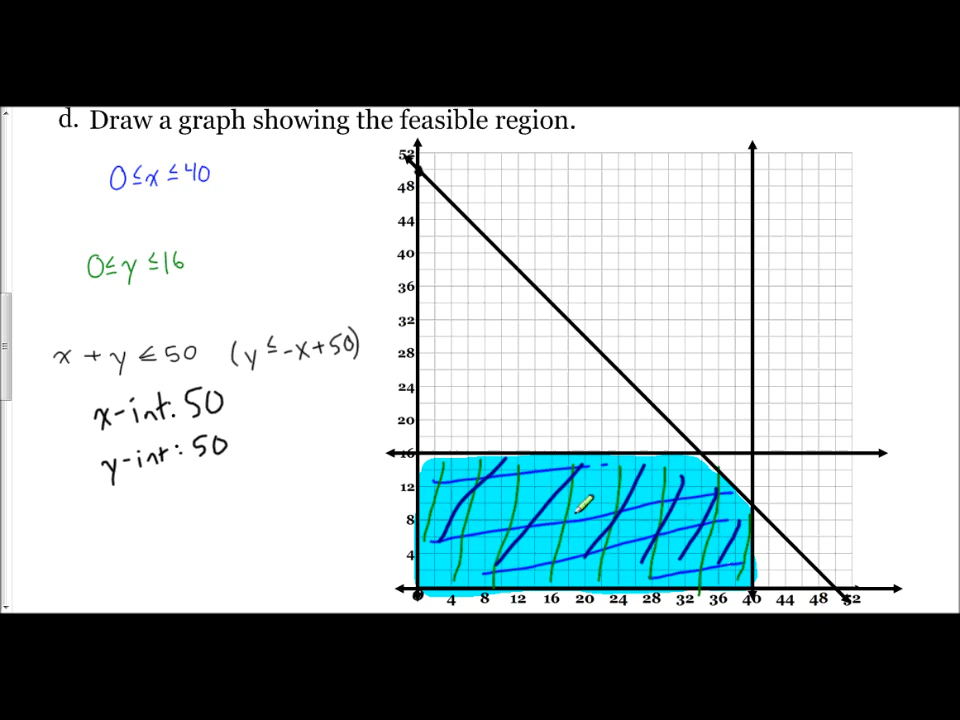 d. Draw a graph showing the feasible region.
0≤x≤40
0≤y≤16
x+y≤50 (y≤-x+50)
x-int. 50
y-int: 50
52
48
44
40
36
32
28
24
20
16
12
8
4
4 8 12 16 20 24 28 32 36 40 44 48 52